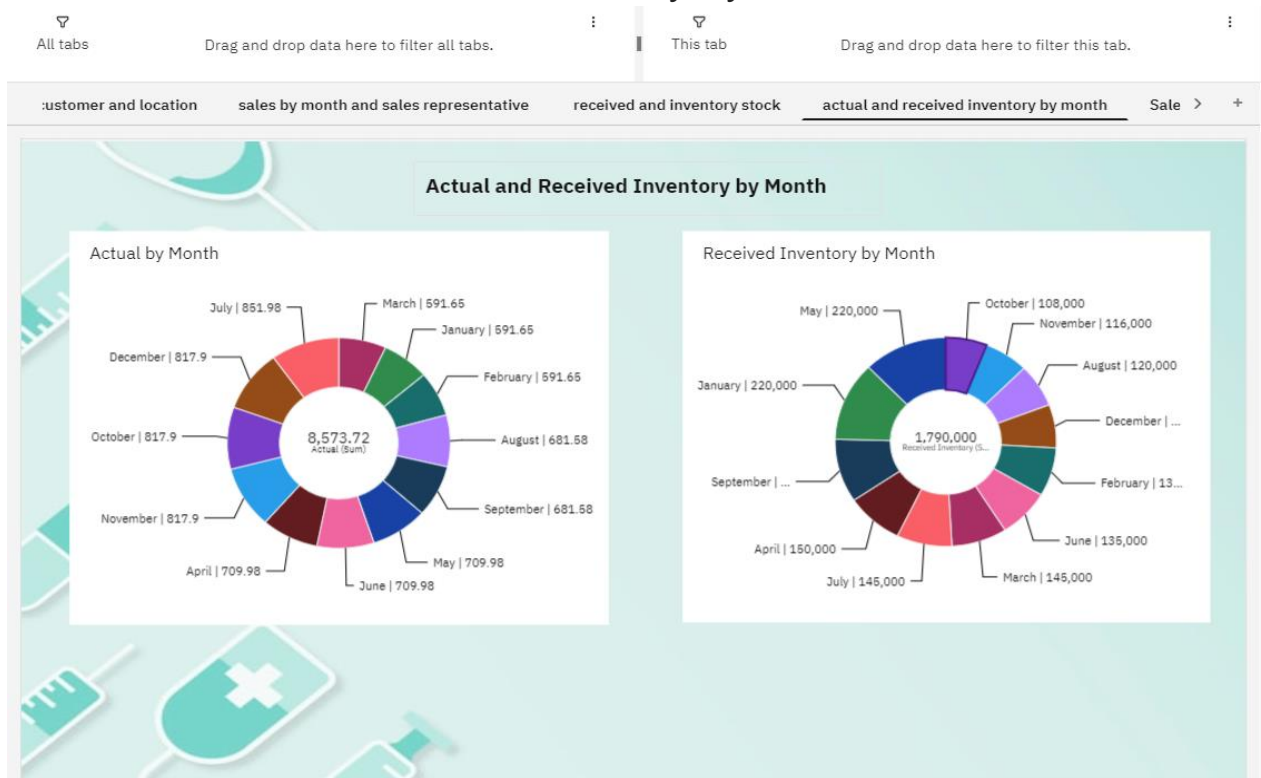 All tabs
Drag and drop data here to filter all tabs.
This tab
Drag and drop data here to filter this tab.
:ustomer and location
sales by month and sales representative
received and inventory stock
actual and received inventory by month
Sale
Actual and Received Inventory by Month
Actual by Month
July | 851.98
March | 591.65
January | 591.65
December | 817.9
February | 591.65
October | 817.9
8,573.72
Actual (Sum)
August | 681.58
November | 817.9
September | 681.58
April | 709.98
May | 709.98
June | 709.98
Received Inventory by Month
May | 220,000
October | 108,000
November | 116,000
August | 120,000
January | 220,000
December | ...
1,790,000
Received Inventory (S...
September | ...
February | 13...
April | 150,000
June | 135,000
July | 145,000
March | 145,000